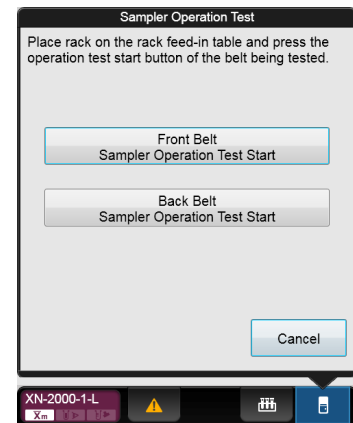 Sampler Operation Test
Place rack on the rack feed-in table and press the
operation test start button of the belt being tested.
Front Belt
Sampler Operation Test Start
Back Belt
Sampler Operation Test Start
Cancel
XN-2000-1-L
Xm